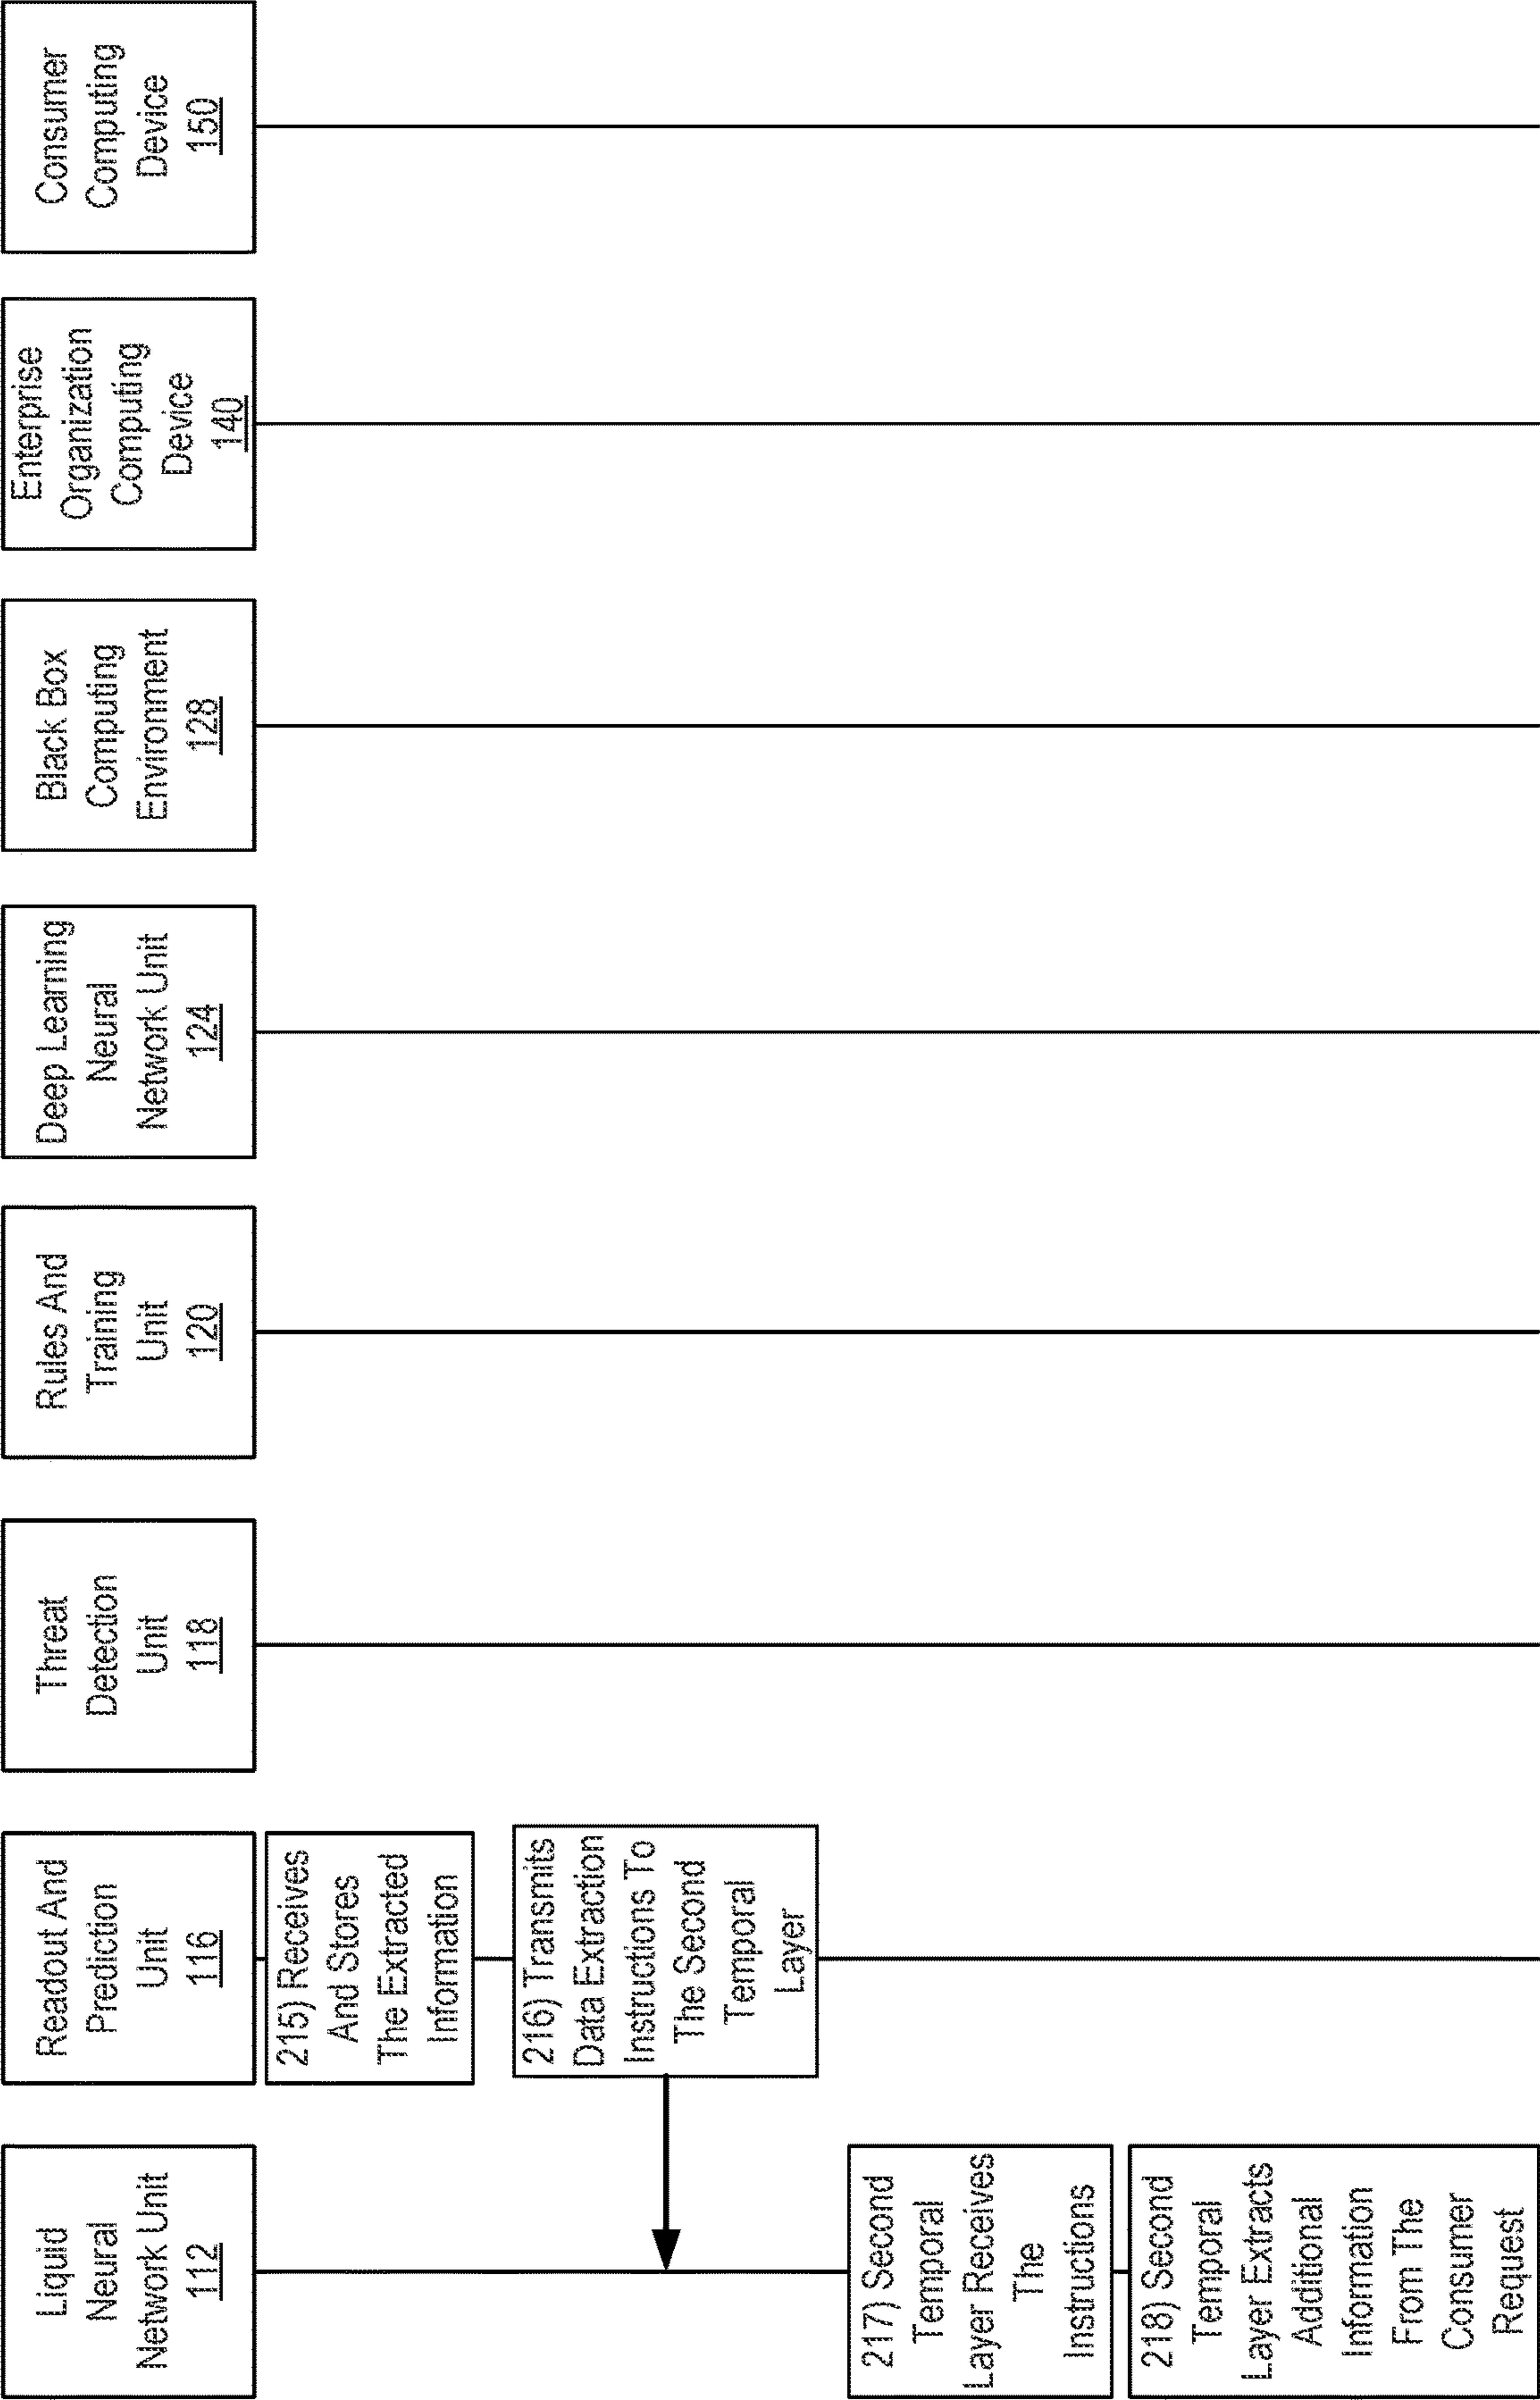 Liquid
Neural
Network Unit
112
Readout And
Prediction
Unit
116
Threat
Detection
Unit
118
Rules And
Training
Unit
120
Deep Learning
Neural
Network Unit
124
Black Box
Computing
Environment
128
Enterprise
Organization
Computing
Device
140
Consumer
Computing
Device
150
215) Receives
And Stores
The Extracted
Information
216) Transmits
Data Extraction
Instructions To
The Second
Temporal
Layer
217) Second
Temporal
Layer Receives
The
Instructions
218) Second
Temporal
Layer Extracts
Additional
Information
From The
Consumer
Request